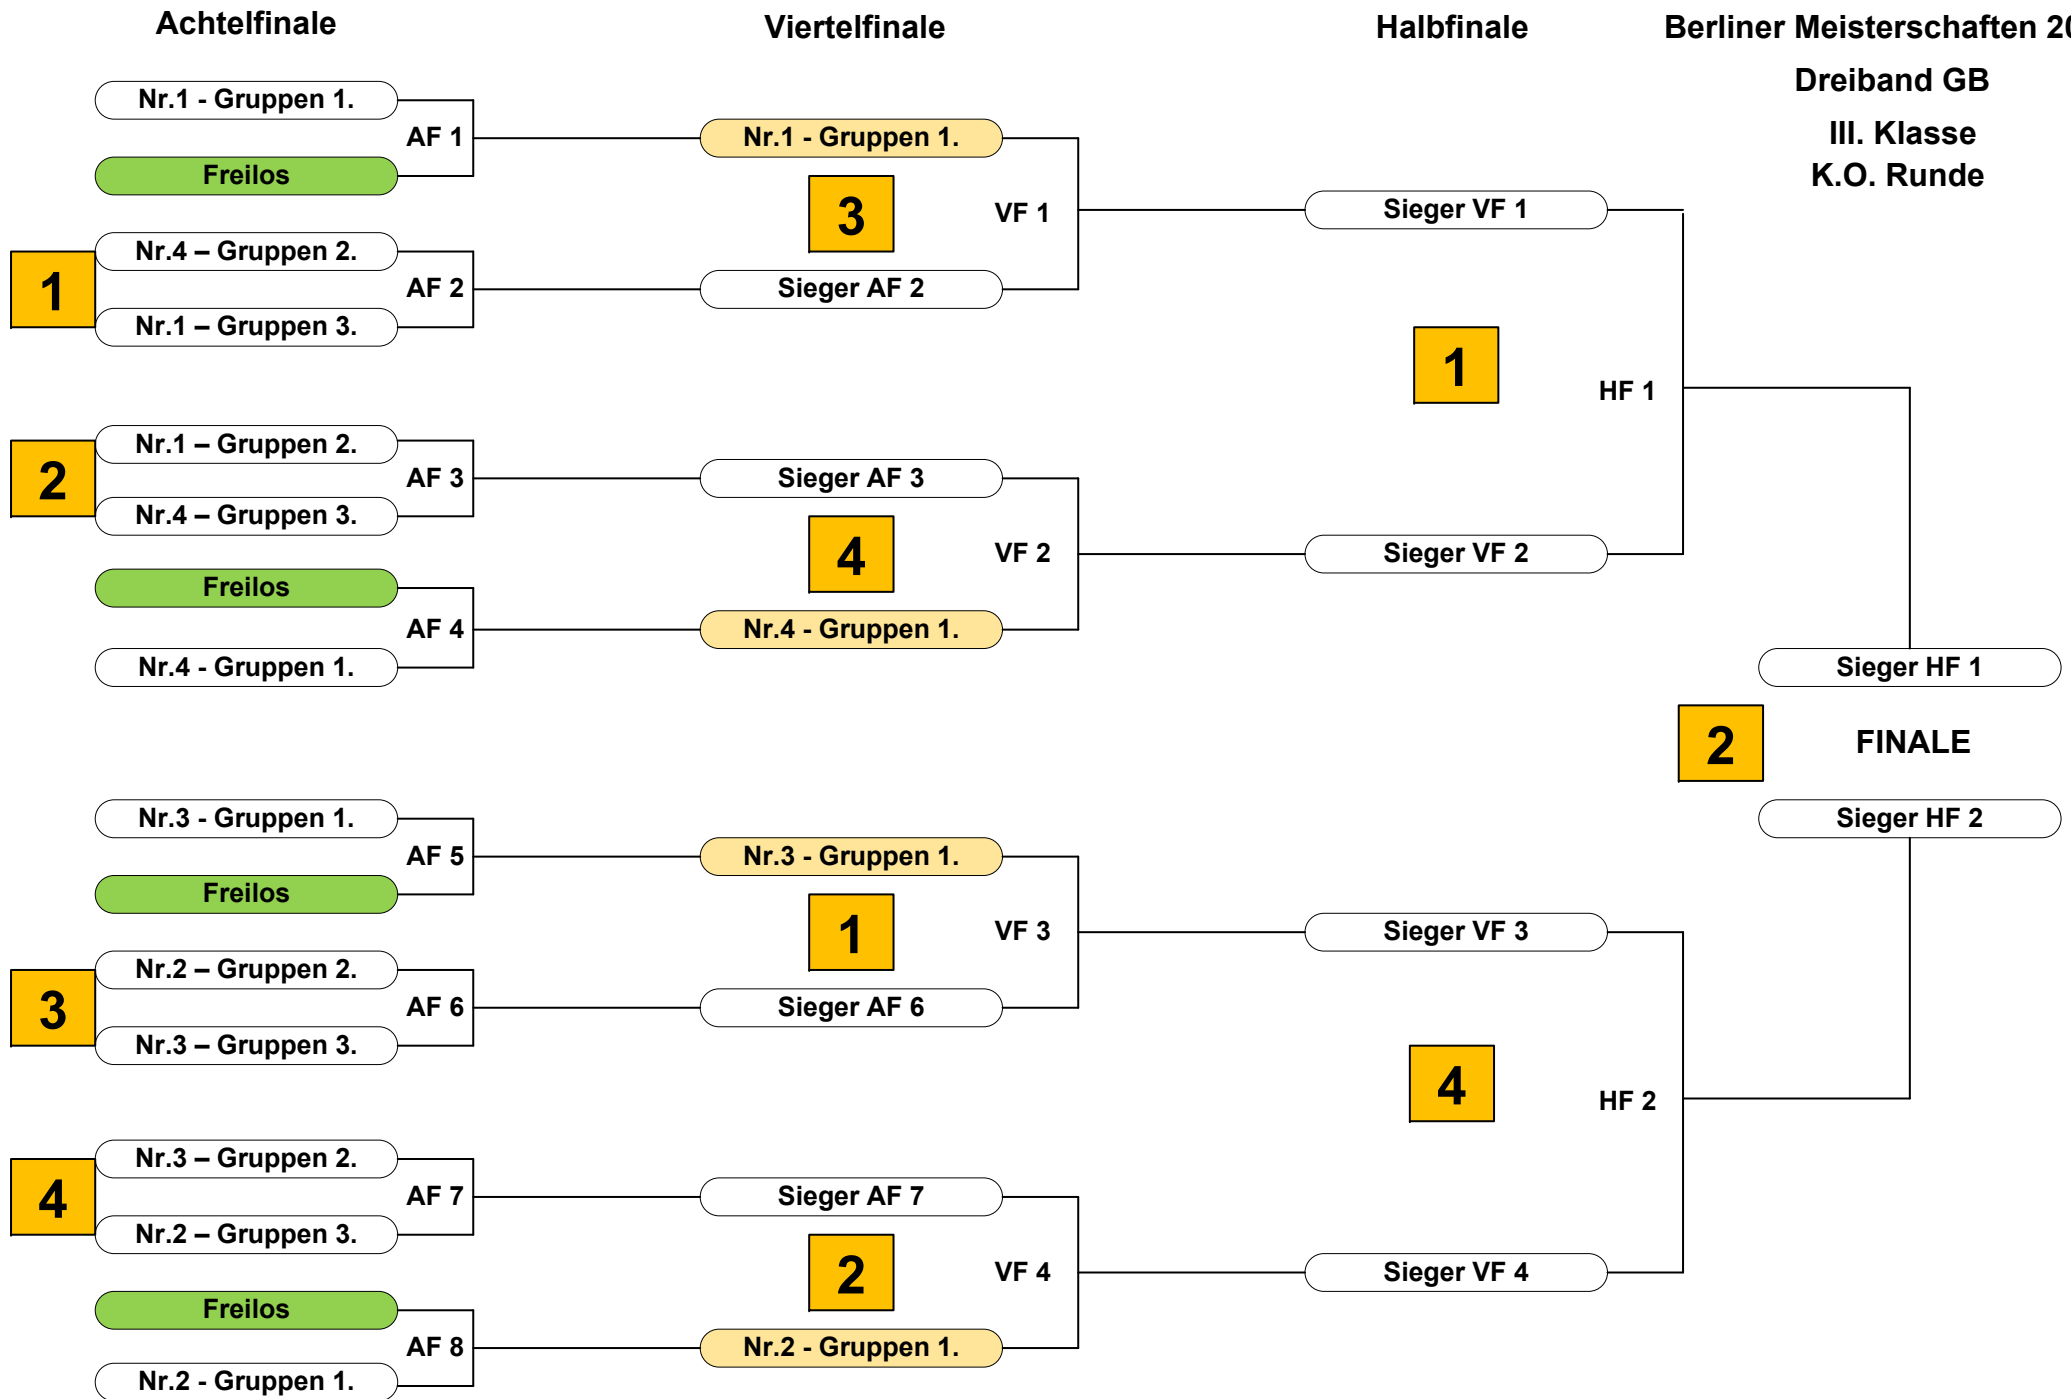 Achtelfinale
Viertelfinale
Halbfinale
Berliner Meisterschaften 20
Dreiband GB
III. Klasse
K.O. Runde
Nr.1 - Gruppen 1.
AF 1
Freilos
1
Nr.4 – Gruppen 2.
AF 2
Nr.1 – Gruppen 3.
2
Nr.1 – Gruppen 2.
AF 3
Nr.4 – Gruppen 3.
Freilos
AF 4
Nr.4 - Gruppen 1.
Nr.3 - Gruppen 1.
AF 5
Freilos
3
Nr.2 – Gruppen 2.
AF 6
Nr.3 – Gruppen 3.
4
Nr.3 – Gruppen 2.
AF 7
Nr.2 – Gruppen 3.
Freilos
AF 8
Nr.2 - Gruppen 1.
Nr.1 - Gruppen 1.
3
VF 1
Sieger AF 2
Sieger AF 3
4
VF 2
Nr.4 - Gruppen 1.
Nr.3 - Gruppen 1.
1
VF 3
Sieger AF 6
Sieger AF 7
2
VF 4
Nr.2 - Gruppen 1.
Sieger VF 1
1
HF 1
Sieger VF 2
Sieger VF 3
4
HF 2
Sieger VF 4
Sieger HF 1
2
FINALE
Sieger HF 2